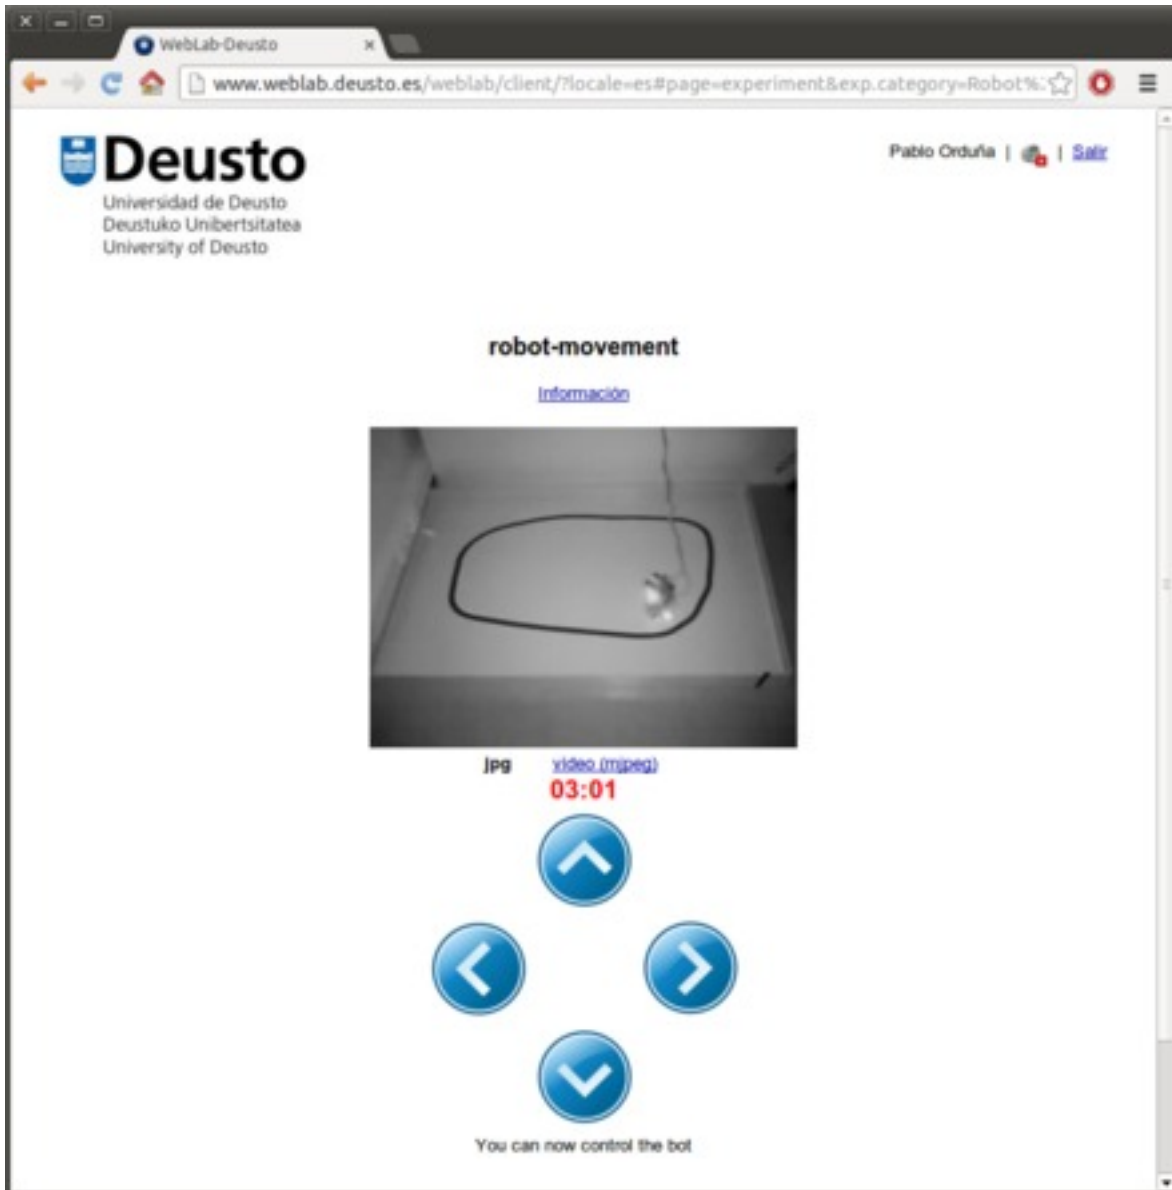 WebLab-Deusto
www.weblab.deusto.es/weblab/client/?locale=es#page=experiment&exp.category=Robot%
Deusto
Pablo Orduña | | Salir
Universidad de Deusto
Deustuko Unibertsitatea
University of Deusto
robot-movement
Información
jpg video (mjpeg)
03:01
You can now control the bot